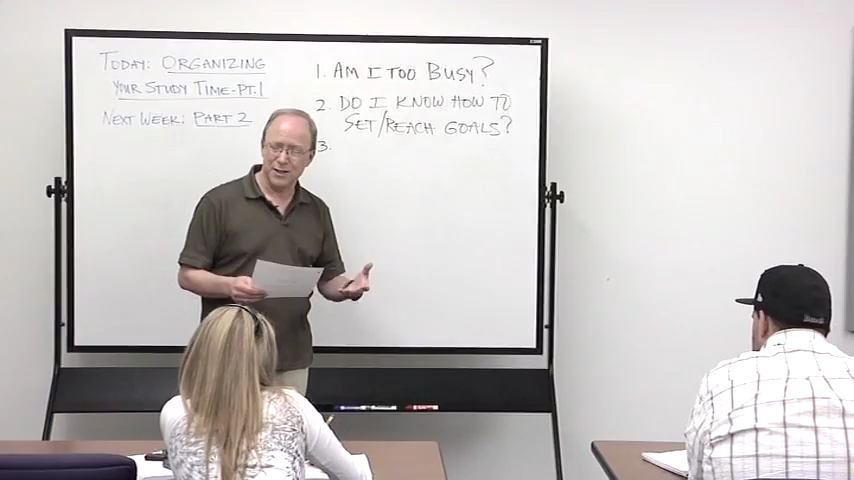 TODAY: ORGANIZING
YOUR STUDY TIME-PT.1
NEXT WEEK: PART 2
1. AM I TOO BUSY?
2. DO I KNOW HOW TO
SET/REACH GOALS?
3.